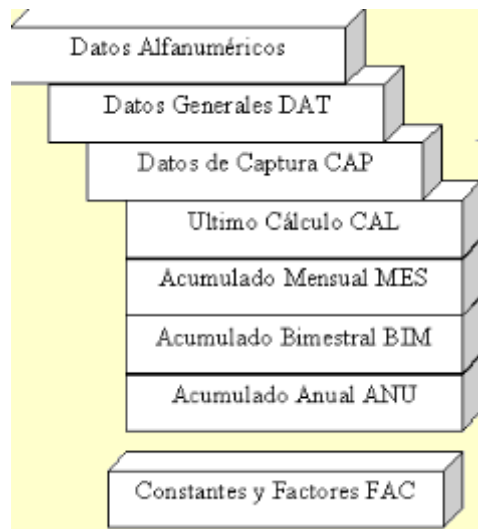 Datos Alfanuméricos
Datos Generales DAT
Datos de Captura CAP
Ultimo Cálculo CAL
Acumulado Mensual MES
Acumulado Bimestral BIM
Acumulado Anual ANU
Constantes y Factores FAC